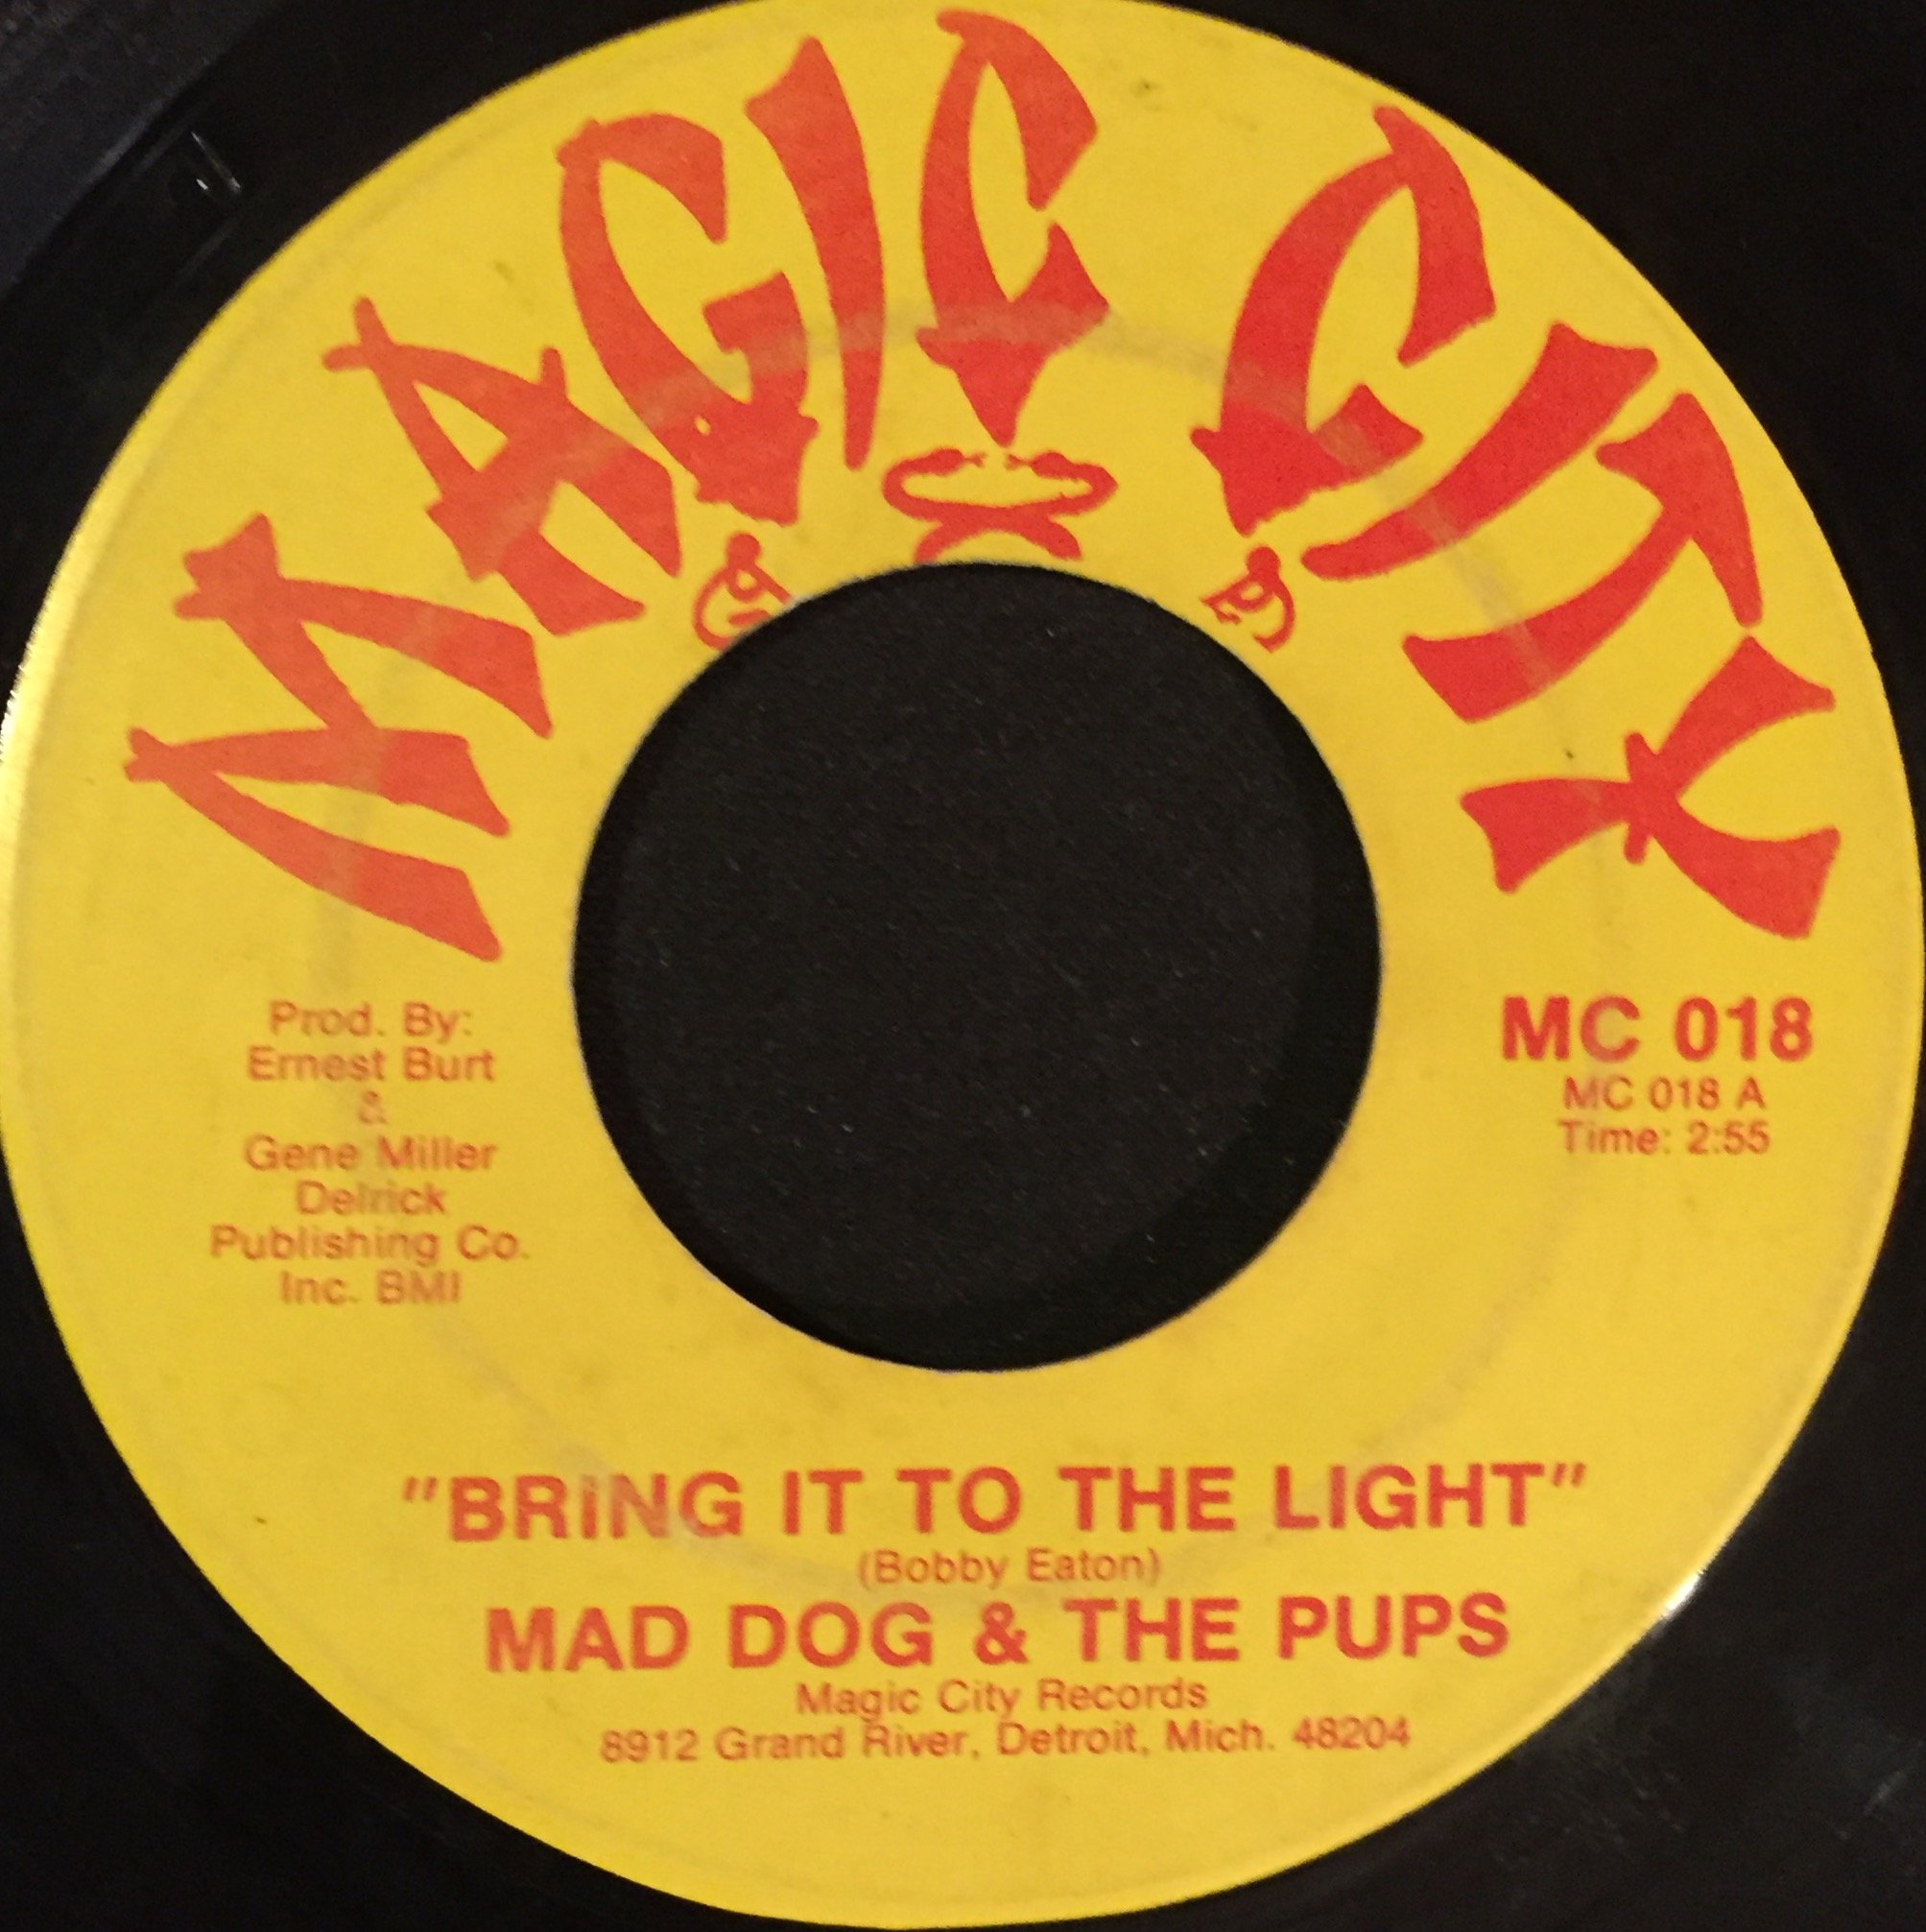 MAGIC CITY
Prod. By:
Ernest Burt
&
Gene Miller
Delrick
Publishing Co.
Inc. BMI
MC 018
MC 018 A
Time: 2:55
"BRING IT TO THE LIGHT"
(Bobby Eaton)
MAD DOG & THE PUPS
Magic City Records
8912 Grand River, Detroit, Mich. 48204